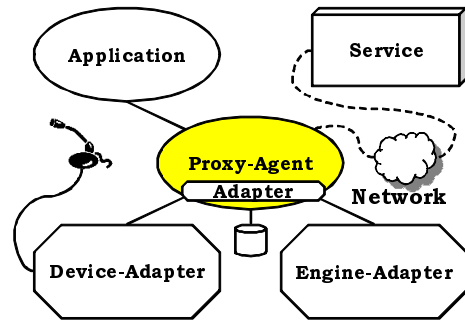 Application
Service
Proxy-Agent
Adapter
Network
Device-Adapter
Engine-Adapter